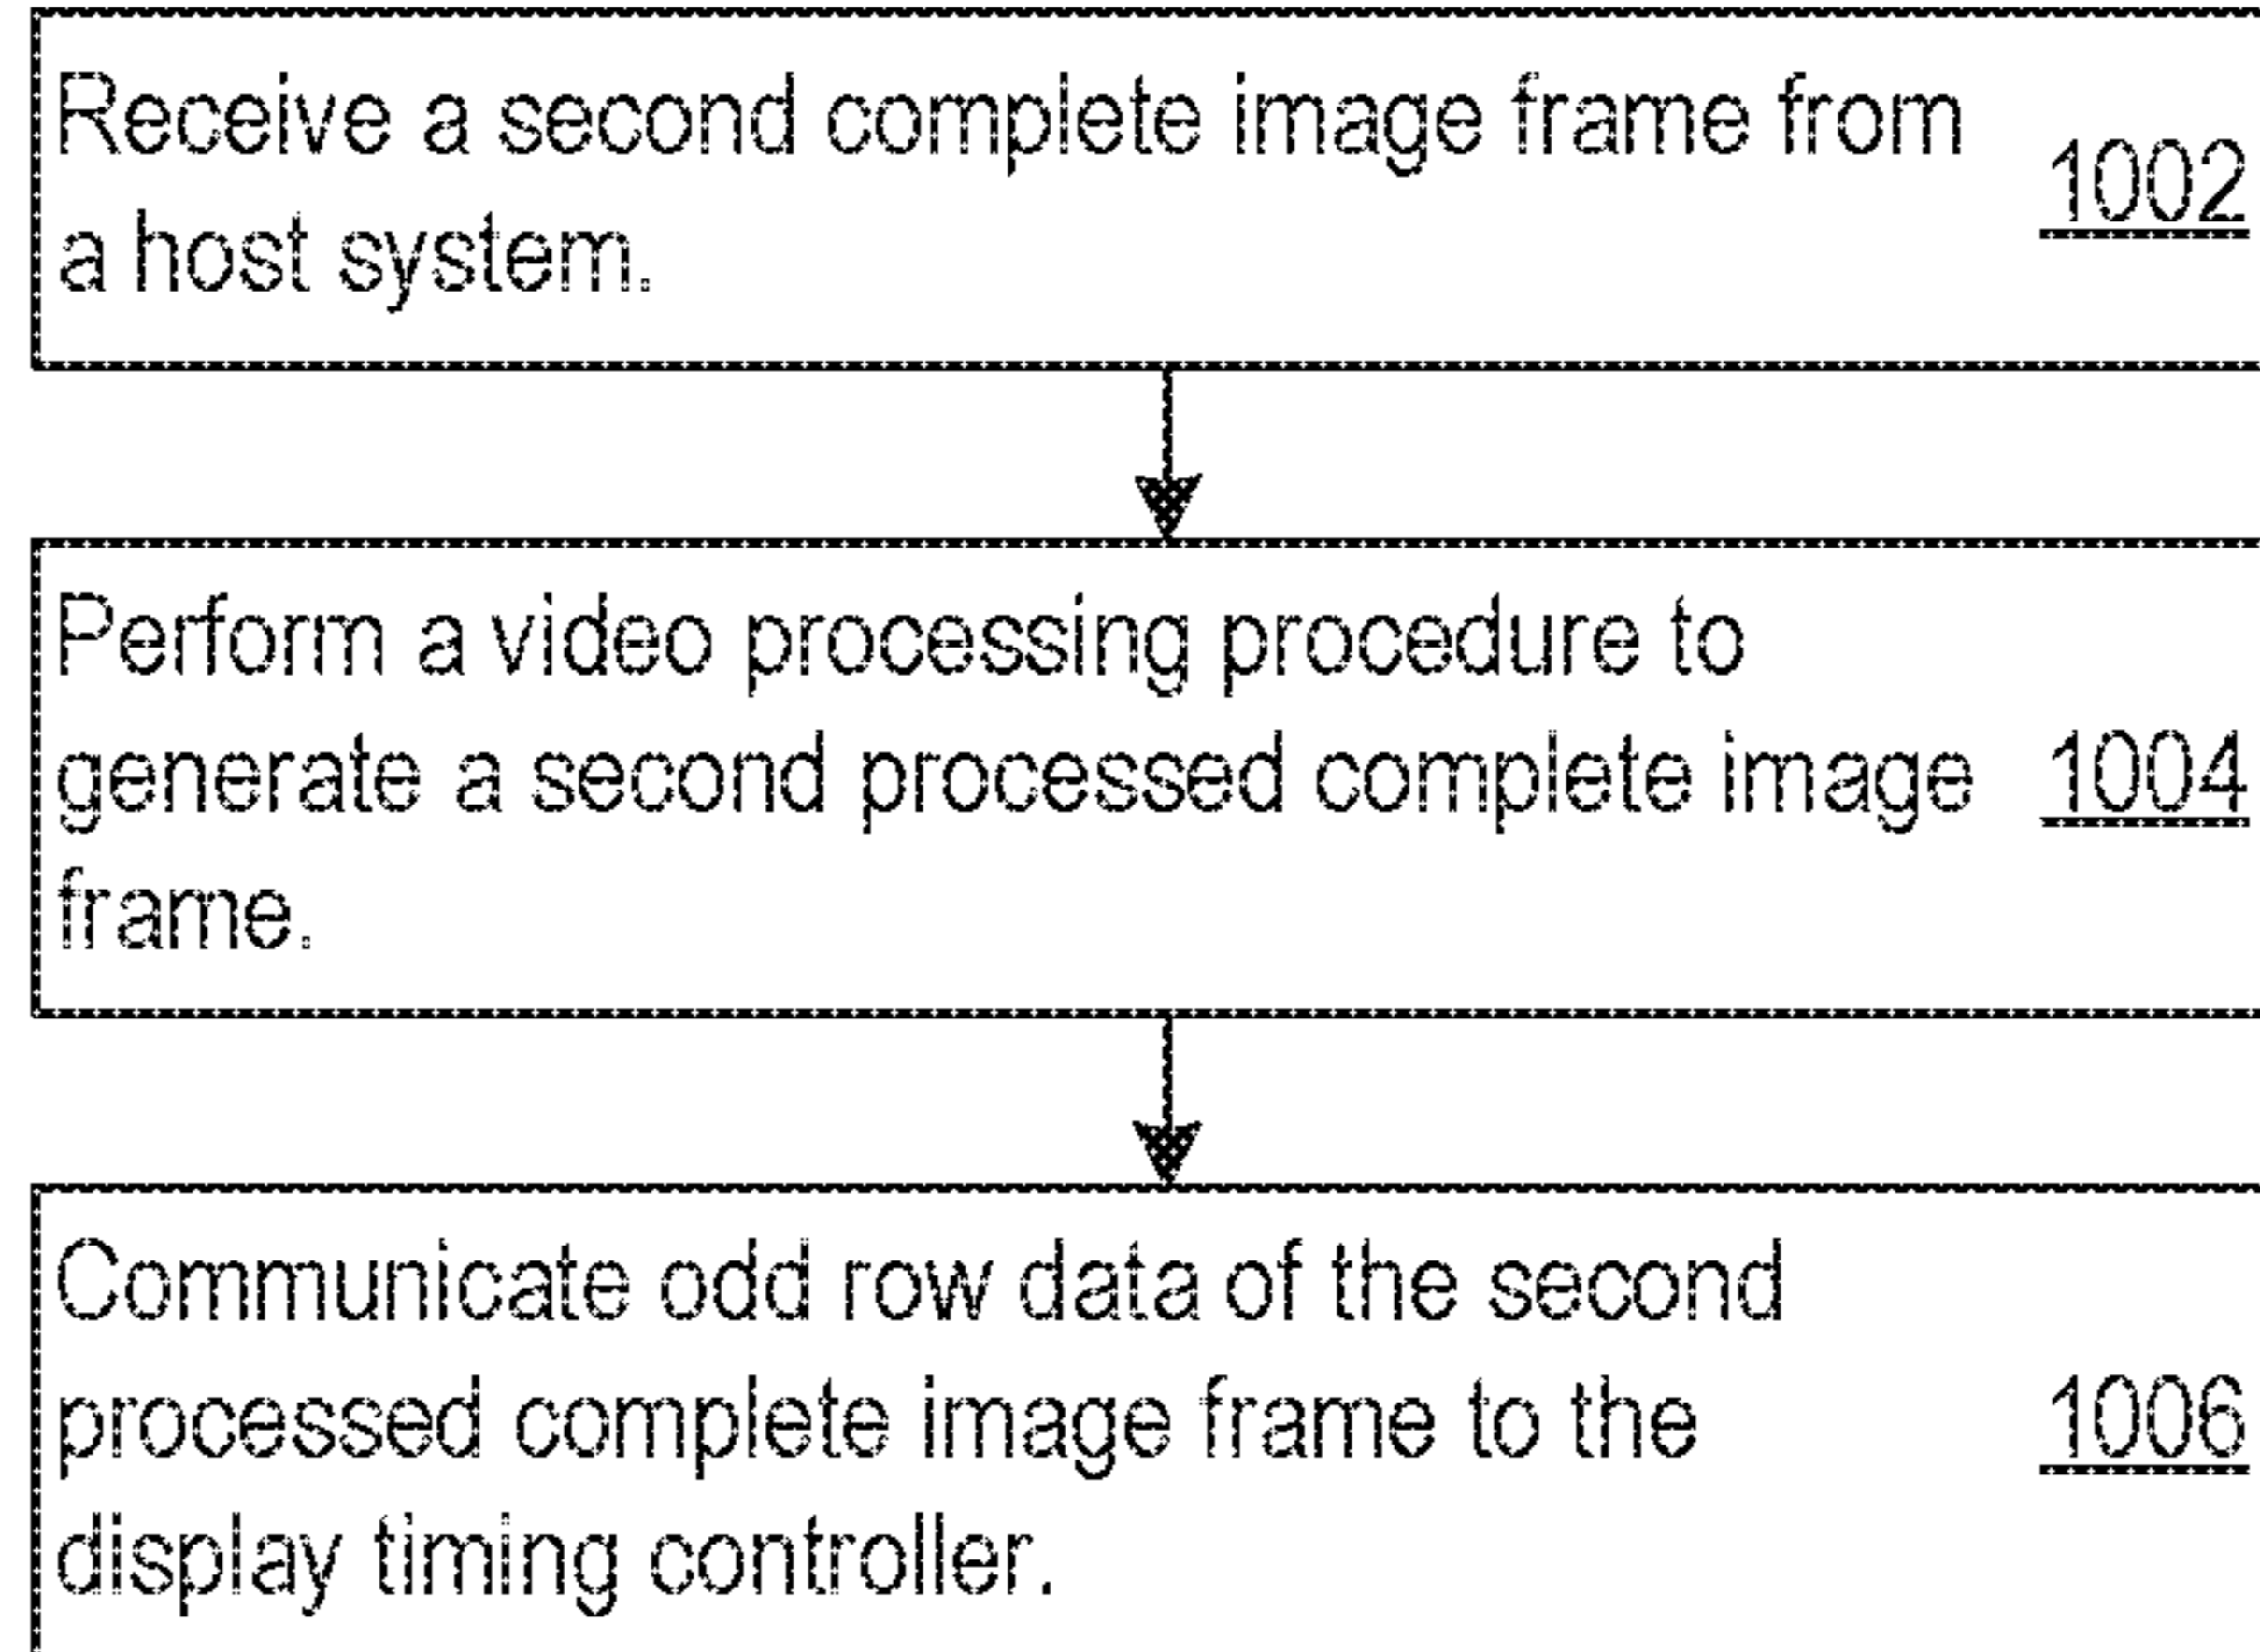 Receive a second complete image frame from
a host system.
1002
Perform a video processing procedure to
generate a second processed complete image
frame.
1004
Communicate odd row data of the second
processed complete image frame to the
display timing controller.
1006